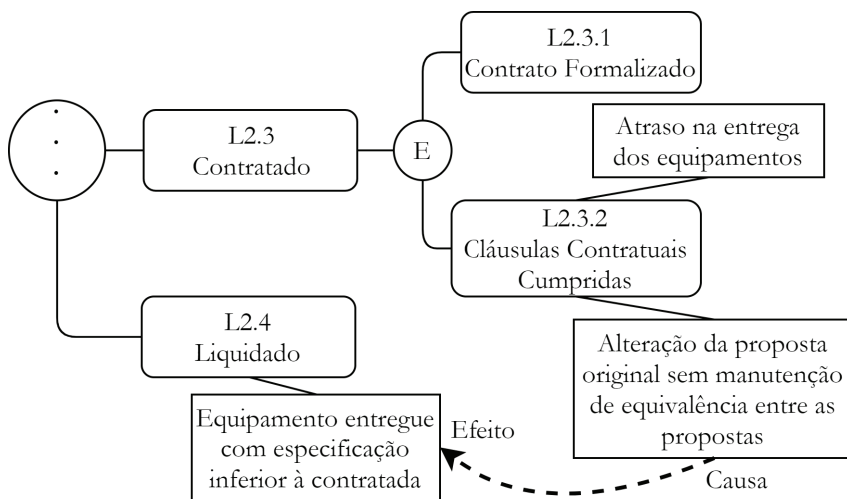 L2.3.1
Contrato Formalizado
L2.3
Contratado
E
Atraso na entrega
dos equipamentos
L2.3.2
Cláusulas Contratuais
Cumpridas
L2.4
Liquidado
Alteração da proposta
original sem manutenção
de equivalência entre as
propostas
Equipamento entregue
com especificação
inferior à contratada
Efeito
Causa